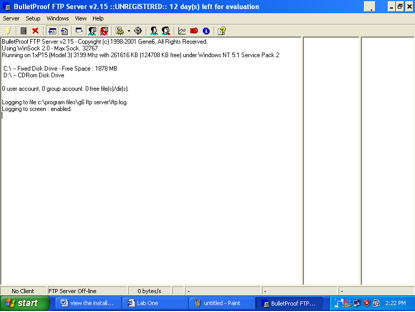 BulletProof FTP Server v2.15 ::UNREGISTERED:: 12 day(s) left for evaluation
Server Setup Windows View Help
BulletProof FTP Server v2.15 - Copyright (c) 1998-2001 Gene6, All Rights Reserved.
Using WinSock 2.0 - Max Sock. 32767
Running on 1xP15 (Model 3) 3199 Mhz with 261616 KB (124708 KB free) under Windows NT 5.1 Service Pack 2
C:\ -- Fixed Disk Drive - Free Space : 1878 MB
D:\ -- CDRom Disk Drive
0 user account, 0 group account. 0 free file(s)/dir(s).
Logging to file c:\program files\g6 ftp server\ftp.log.
Logging to screen : enabled.
No Client FTP Server Off-line 0 bytes/s - - -
start view the install... Lab One untitled - Paint BulletProof FTP... 2:22 PM